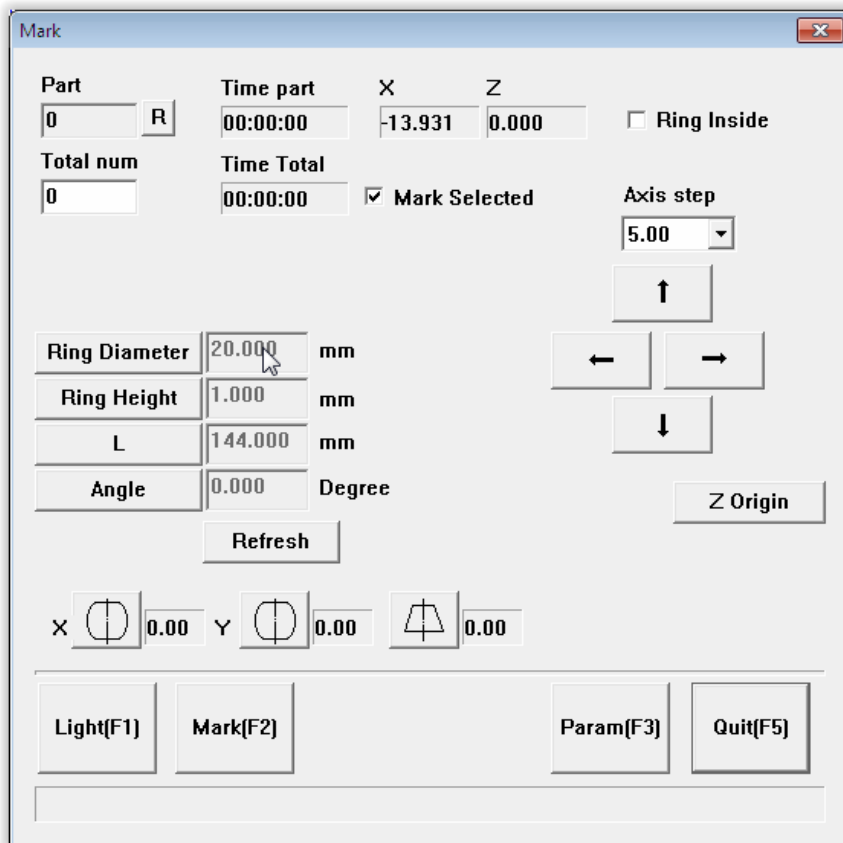 Mark
Part Time part X Z
0 R 00:00:00 -13.931 0.000 Ring Inside
Total num Time Total
0 00:00:00 Mark Selected Axis step
5.00
Ring Diameter 20.000 mm
Ring Height 1.000 mm
L 144.000 mm
Angle 0.000 Degree
Z Origin
Refresh
X 0.00 Y 0.00 0.00
Light(F1) Mark(F2) Param(F3) Quit(F5)